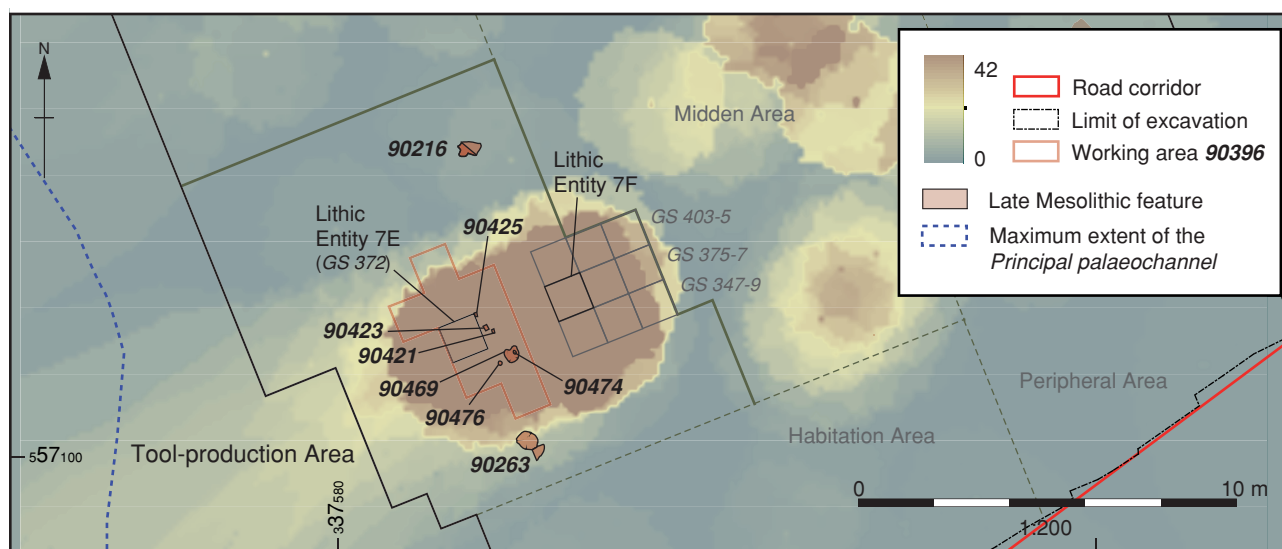 N
90216
Midden Area
Lithic
Entity 7F
Lithic
Entity 7E
(GS 372)
90425
GS 403-5
GS 375-7
GS 347-9
90423
90421
90469
90474
90476
90263
Tool-production Area
Habitation Area
Peripheral Area
557100
337580
42
0
Road corridor
Limit of excavation
Working area 90396
Late Mesolithic feature
Maximum extent of the
Principal palaeochannel
0
10 m
1:200